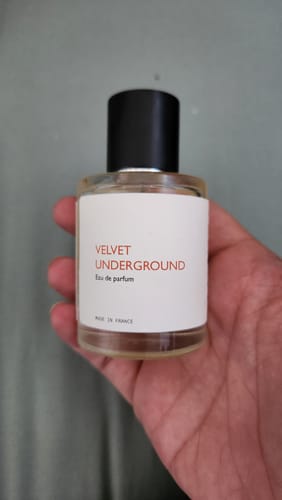 VELVET
UNDERGROUND
Eau de parfum
MADE IN FRANCE